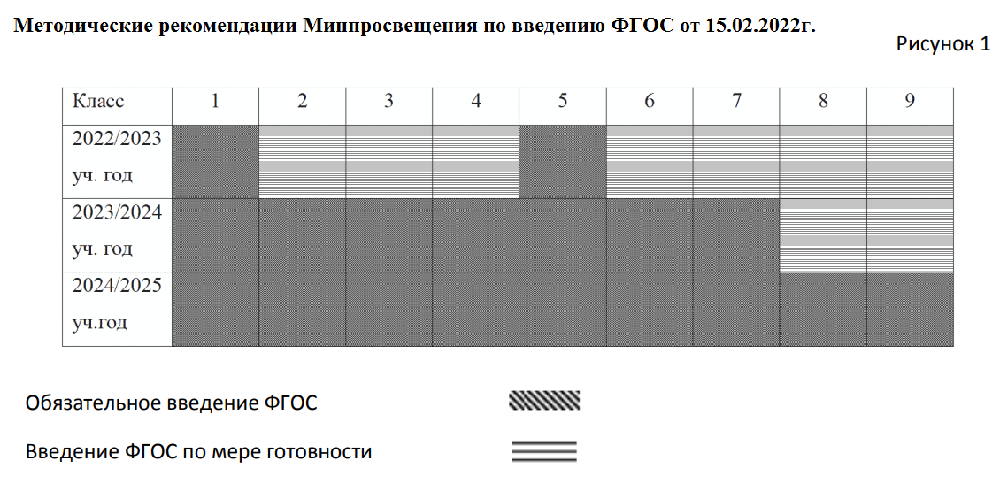 Методические рекомендации Минпросвещения по введению ФГОС от 15.02.2022г.
Рисунок 1
Класс 1 2 3 4 5 6 7 8 9
2022/2023
уч. год
2023/2024
уч. год
2024/2025
уч.год
Обязательное введение ФГОС
Введение ФГОС по мере готовности